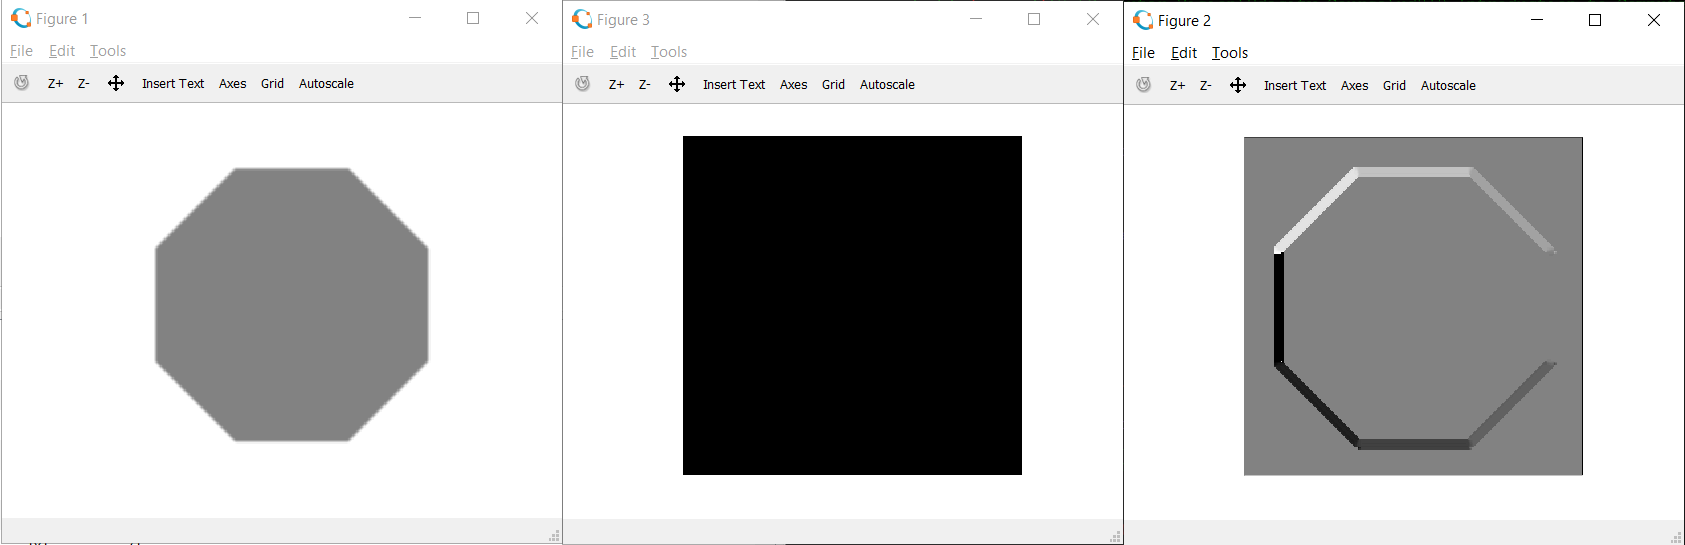 Figure 1
File Edit Tools
Z+ Z- Insert Text Axes Grid Autoscale
Figure 3
File Edit Tools
Z+ Z- Insert Text Axes Grid Autoscale
Figure 2
File Edit Tools
Z+ Z- Insert Text Axes Grid Autoscale